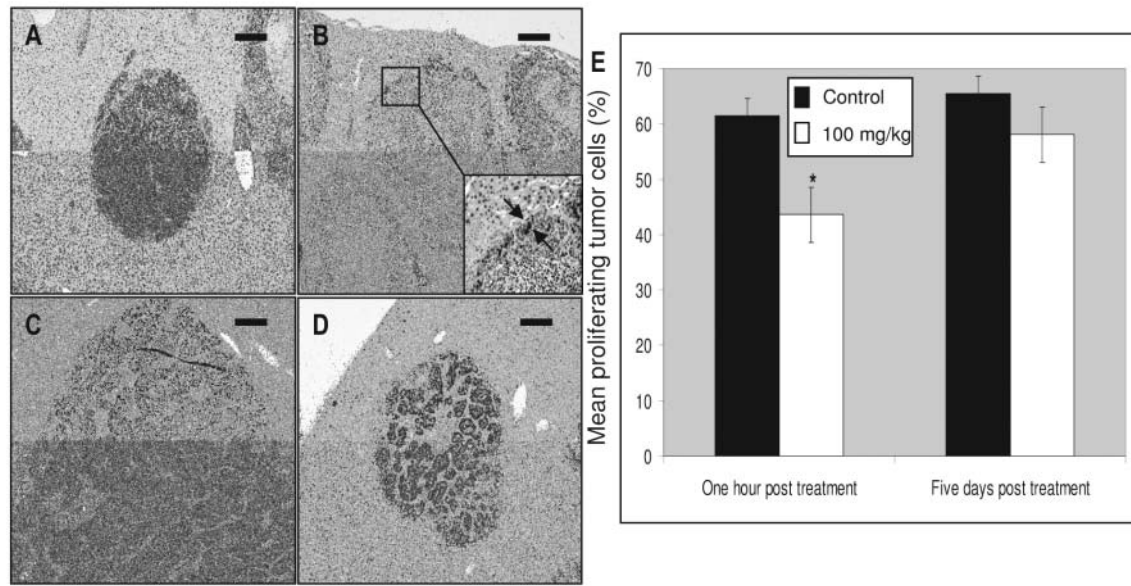 A
B
C
D
E
Mean proliferating tumor cells (%)
70
60
50
40
30
20
10
0
Control
100 mg/kg
*
One hour post treatment
Five days post treatment